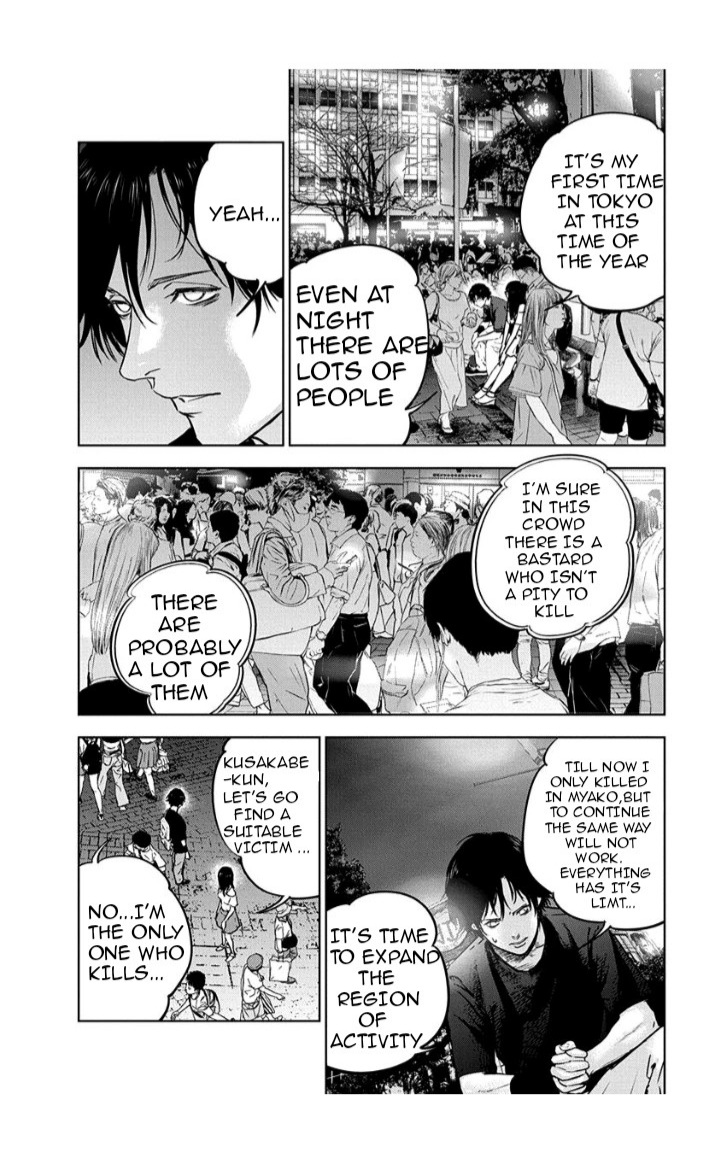 IT'S MY
FIRST TIME
IN TOKYO
AT THIS
TIME OF
THE YEAR
EVEN AT
NIGHT
THERE ARE
LOTS OF
PEOPLE
YEAH...
I'M SURE
IN THIS
CROWD
THERE IS A
BASTARD
WHO ISN'T
A PITY TO
KILL
THERE
ARE
PROBABLY
A LOT OF
THEM
TILL NOW I
ONLY KILLED
IN MYAKO,BUT
TO CONTINUE
THE SAME WAY
WILL NOT
WORK.
EVERYTHING
HAS IT'S
LIMT...
IT'S TIME
TO EXPAND
THE
REGION
OF
ACTIVITY
KUSAKABE
-KUN,
LET'S GO
FIND A
SUITABLE
VICTIM ...
NO...I'M
THE ONLY
ONE WHO
KILLS...